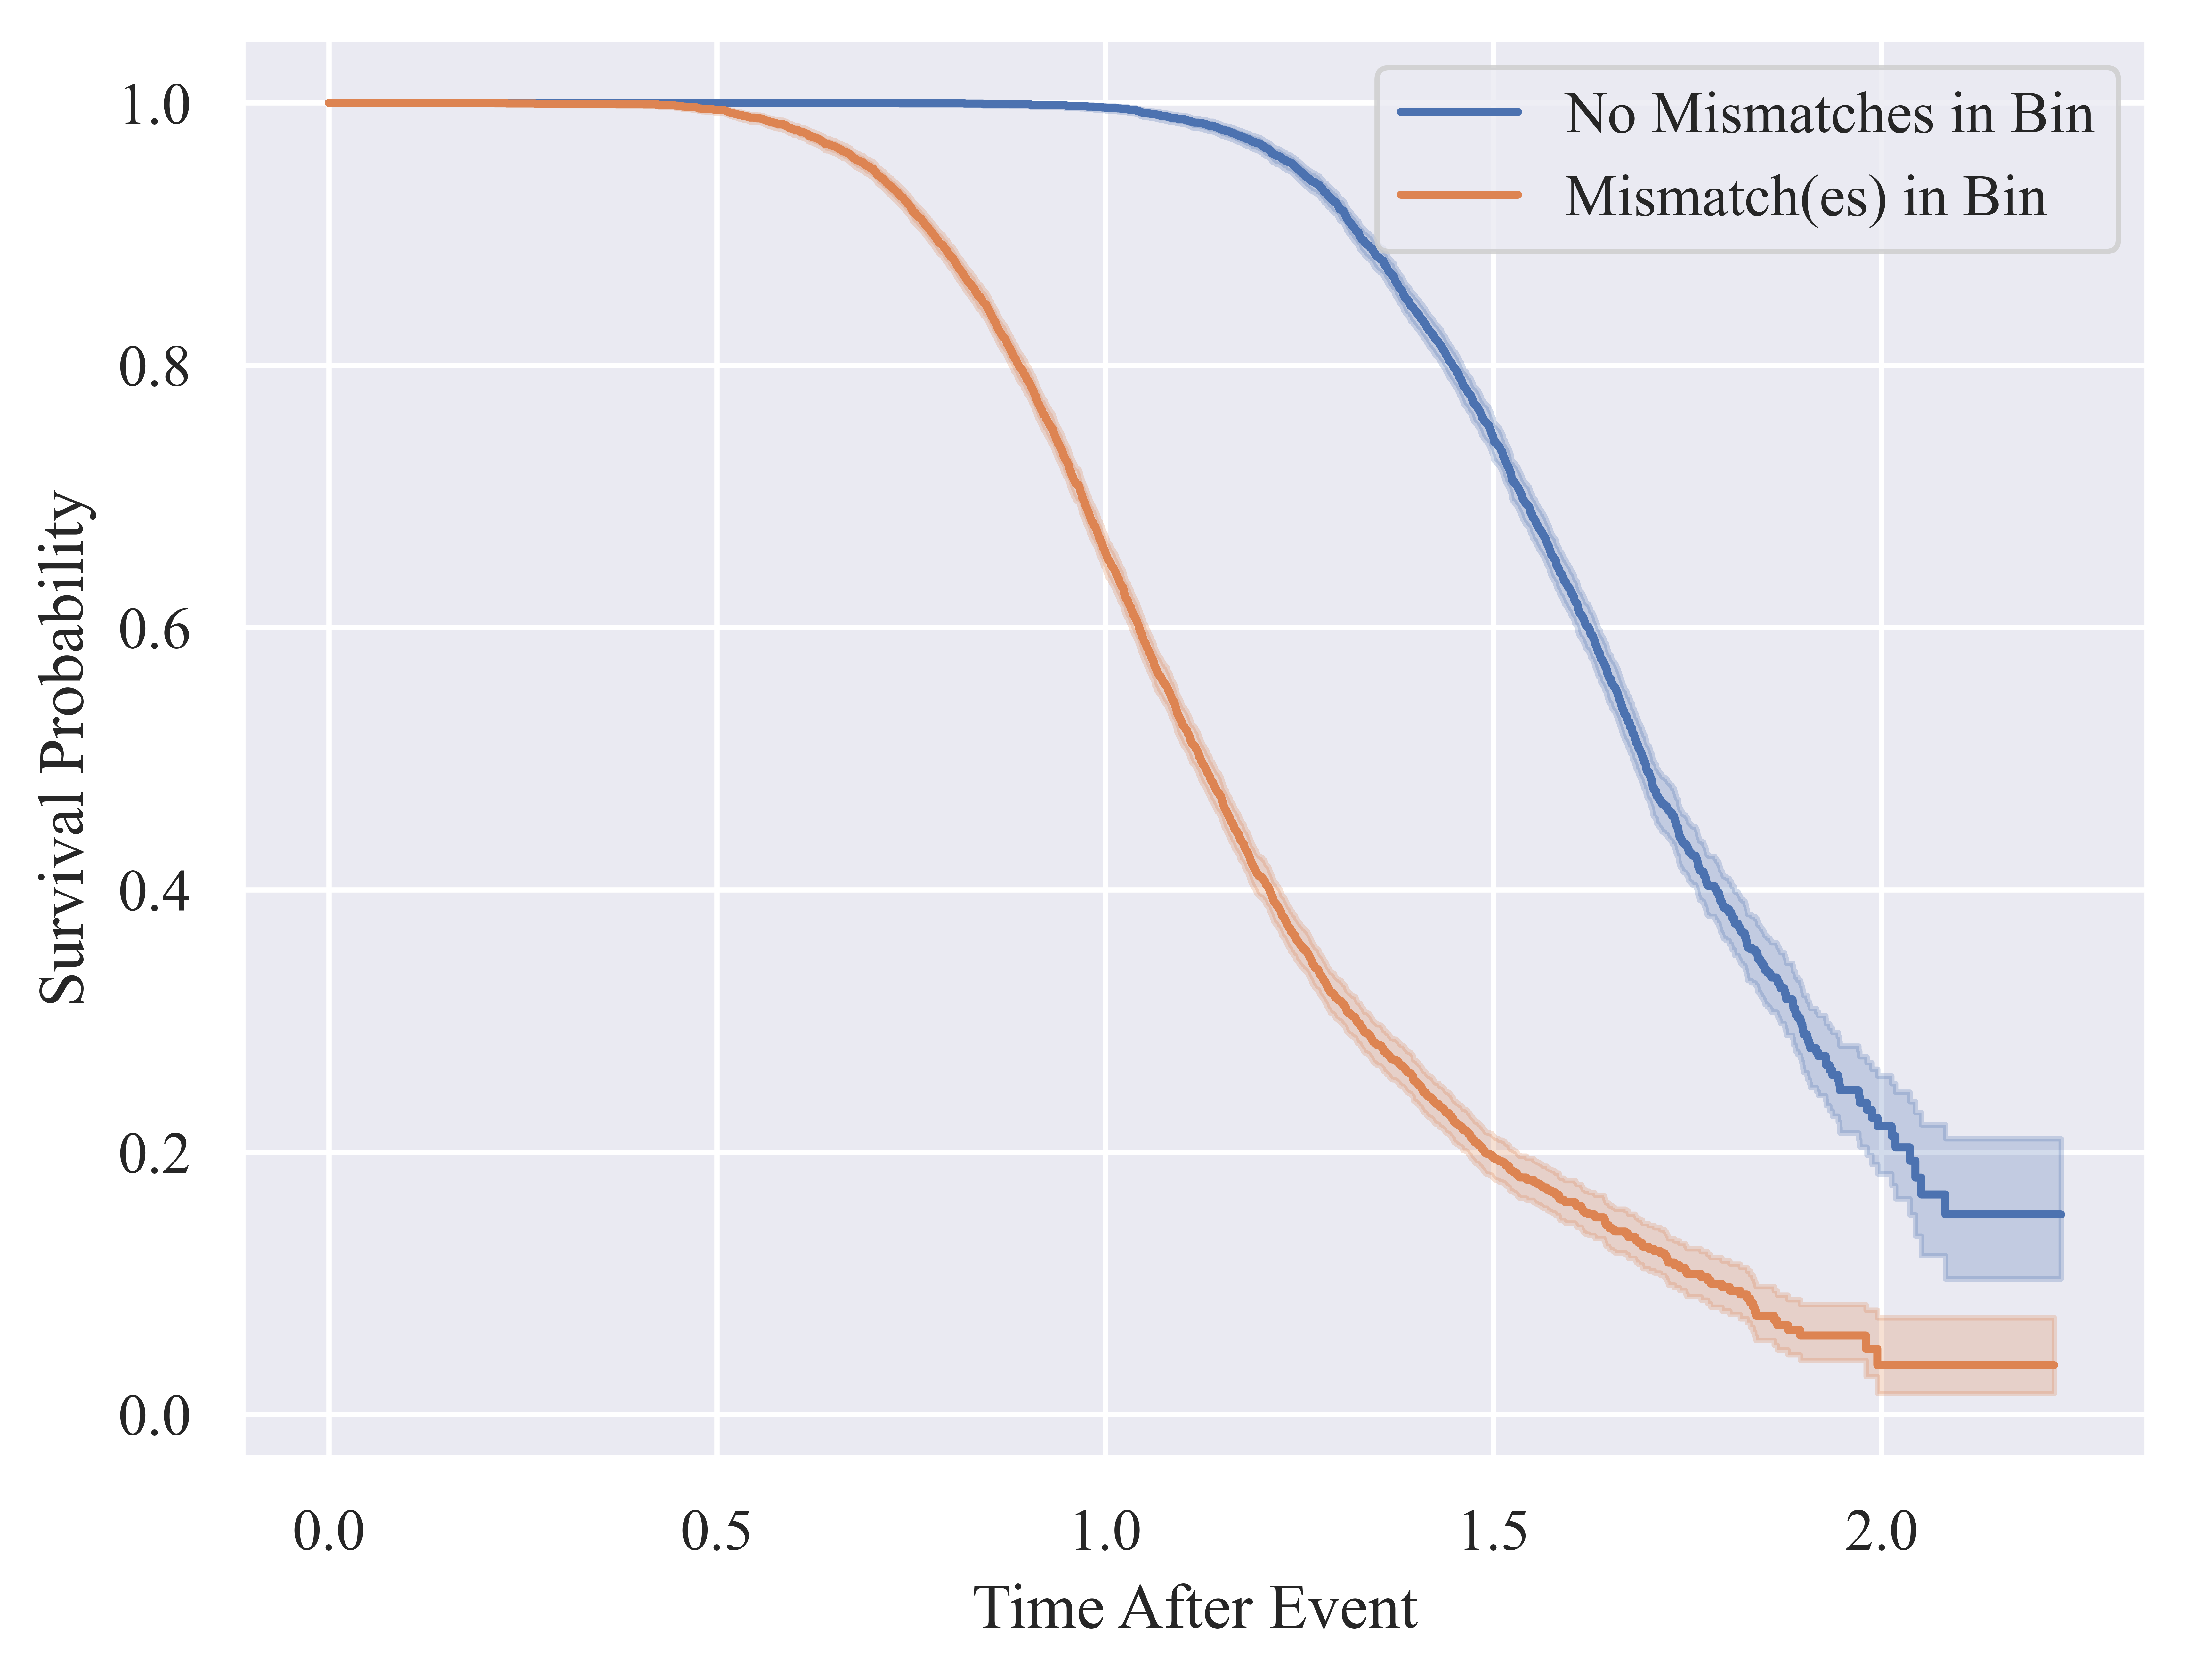 No Mismatches in Bin
Mismatch(es) in Bin
Survival Probability
1.0
0.8
0.6
0.4
0.2
0.0
0.0 0.5 1.0 1.5 2.0
Time After Event